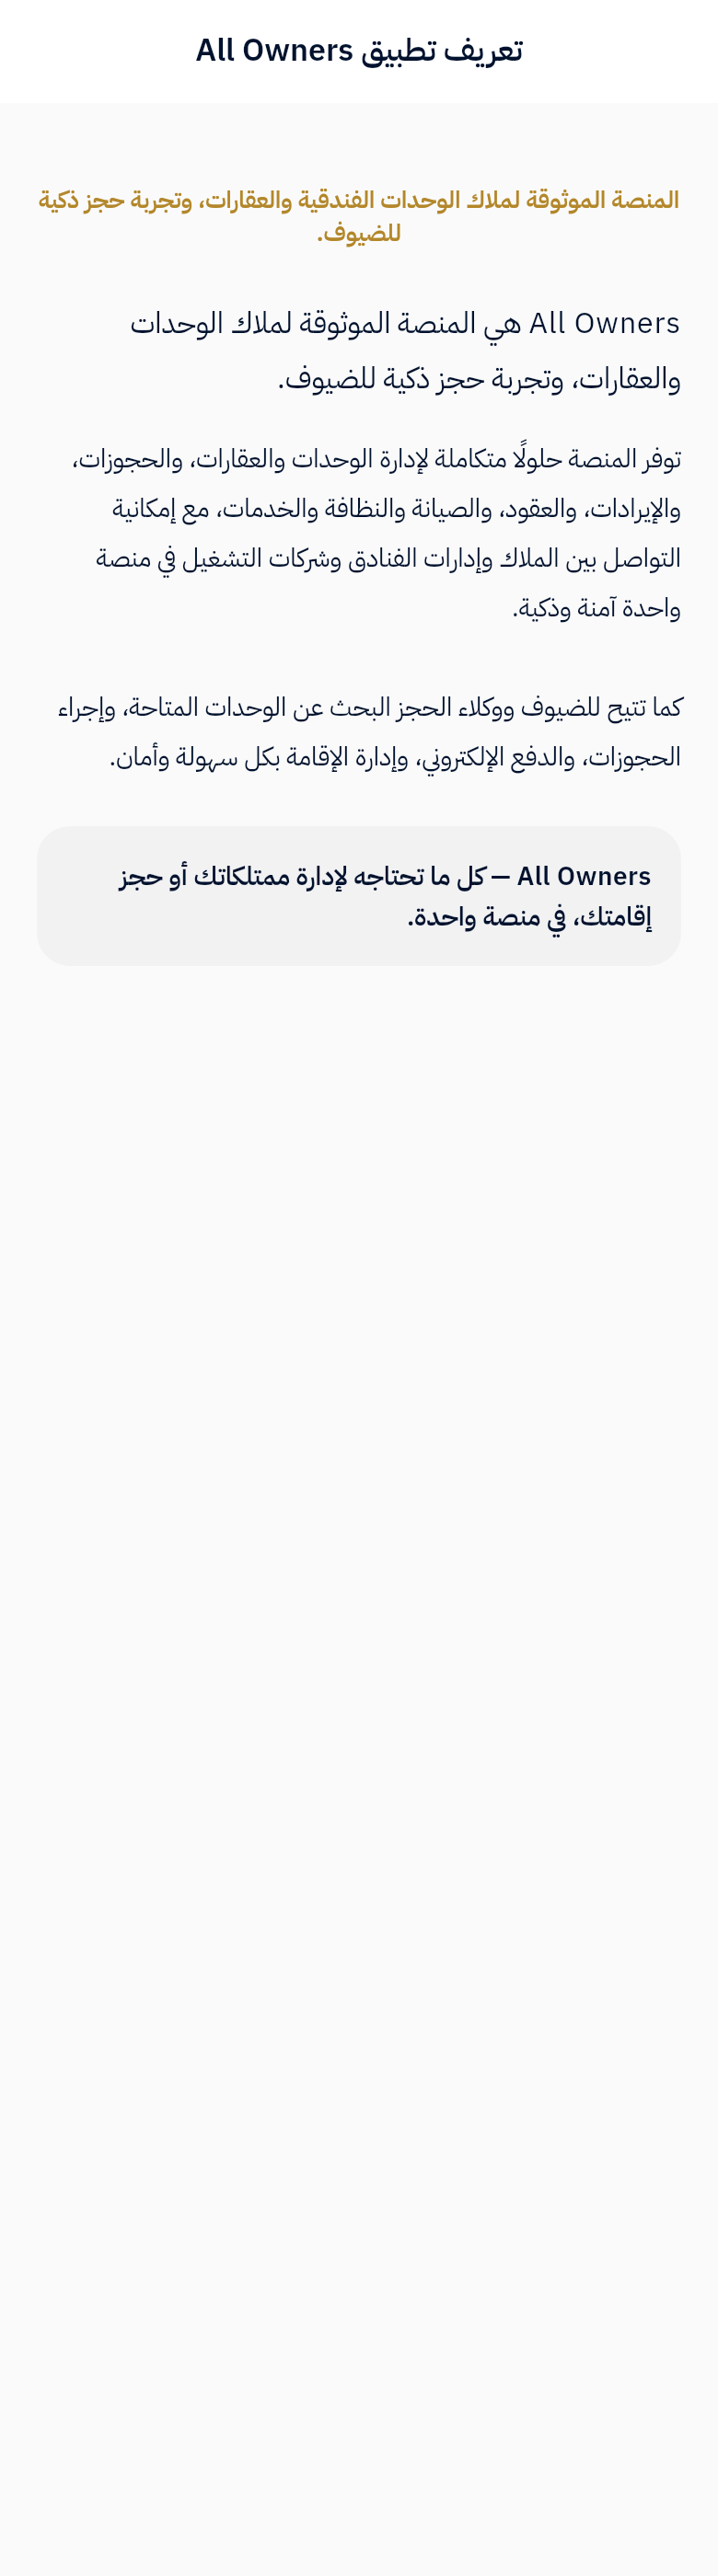 تعريف تطبيق All Owners
المنصة الموثوقة لملاك الوحدات الفندقية والعقارات، وتجربة حجز ذكية
للضيوف.
All Owners هي المنصة الموثوقة لملاك الوحدات
والعقارات، وتجربة حجز ذكية للضيوف.
توفر المنصة حلولًا متكاملة لإدارة الوحدات والعقارات، والحجوزات،
والإيرادات، والعقود، والصيانة والنظافة والخدمات، مع إمكانية
التواصل بين الملاك وإدارات الفنادق وشركات التشغيل في منصة
واحدة آمنة وذكية.
كما تتيح للضيوف ووكلاء الحجز البحث عن الوحدات المتاحة، وإجراء
الحجوزات، والدفع الإلكتروني، وإدارة الإقامة بكل سهولة وأمان.
All Owners — كل ما تحتاجه لإدارة ممتلكاتك أو حجز
إقامتك، في منصة واحدة.